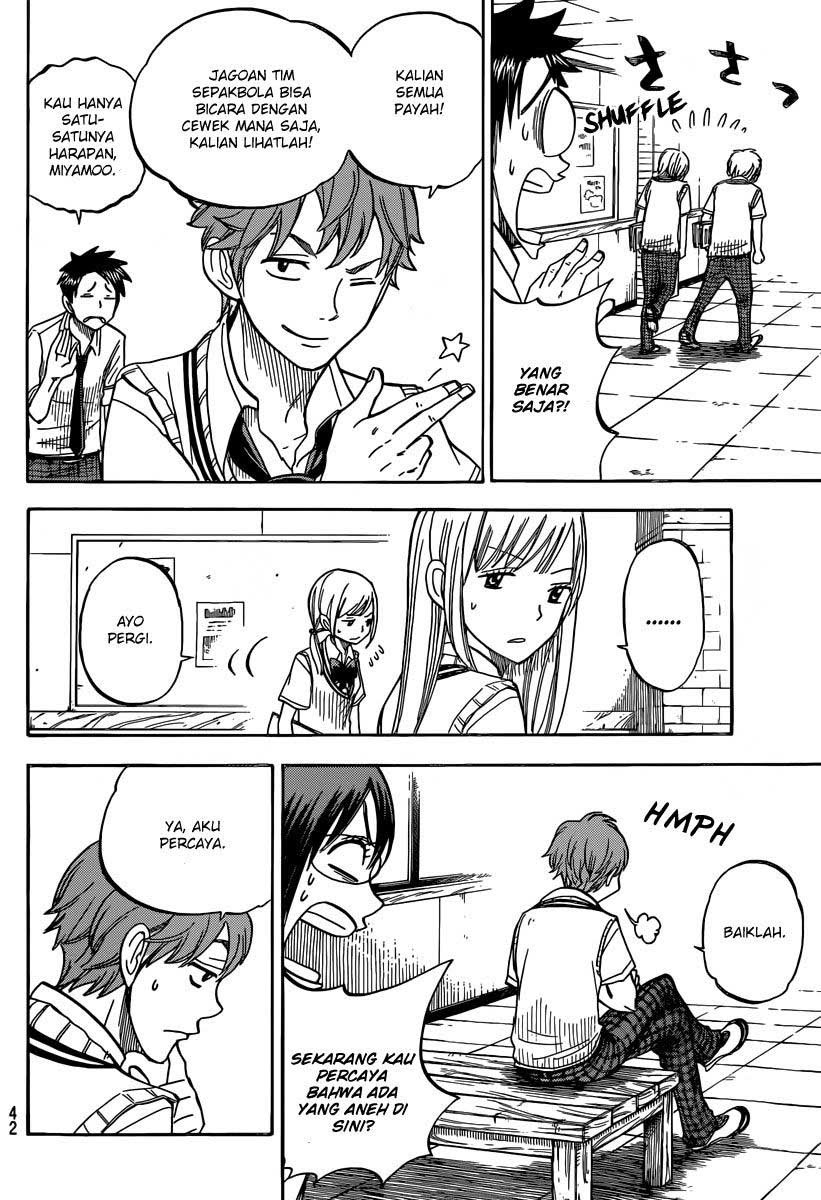 ささっ
SHUFFLE
YANG
BENAR
SAJA?!
KALIAN
SEMUA
PAYAH!
JAGOAN TIM
SEPAKBOLA BISA
BICARA DENGAN
CEWEK MANA SAJA,
KALIAN LIHATLAH!
KAU HANYA
SATU-
SATUNYA
HARAPAN,
MIYAMOO.
......
AYO
PERGI.
HMPH
BAIKLAH.
SEKARANG KAU
PERCAYA
BAHWA ADA
YANG ANEH DI
SINI?
YA, AKU
PERCAYA.
42